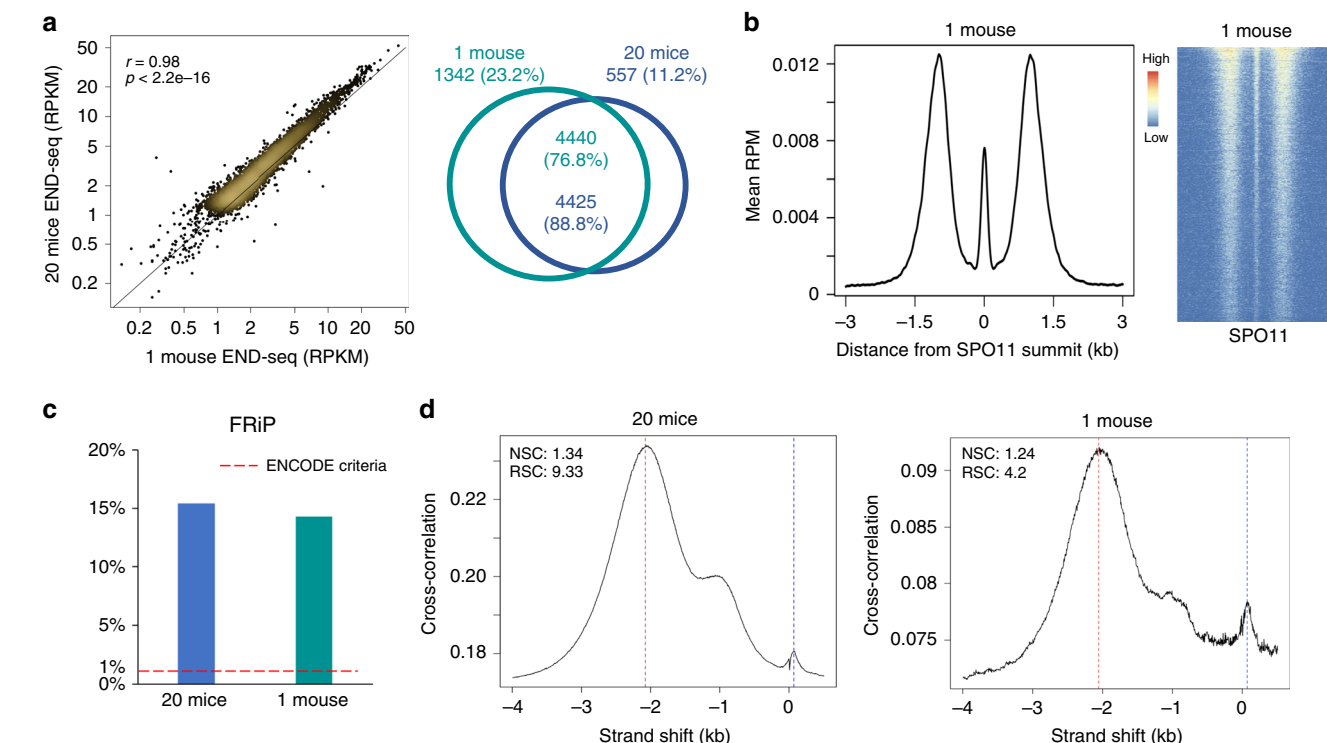 a
50
20
10
5
2
1
0.5
0.2
r = 0.98
p < 2.2e–16
20 mice END-seq (RPKM)
0.2 0.5 1 2 5 10 20 50
1 mouse END-seq (RPKM)
1 mouse
1342 (23.2%)
20 mice
557 (11.2%)
4440
(76.8%)
4425
(88.8%)
b
1 mouse
0.012
0.008
0.004
0
Mean RPM
–3 –1.5 0 1.5 3
Distance from SPO11 summit (kb)
High
Low
1 mouse
SPO11
c
FRiP
20%
15%
10%
5%
1%
0%
ENCODE criteria
20 mice 1 mouse
d
20 mice
NSC: 1.34
RSC: 9.33
0.22
0.20
0.18
Cross-correlation
–4 –3 –2 –1 0
Strand shift (kb)
1 mouse
NSC: 1.24
RSC: 4.2
0.09
0.085
0.08
0.075
Cross-correlation
–4 –3 –2 –1 0
Strand shift (kb)